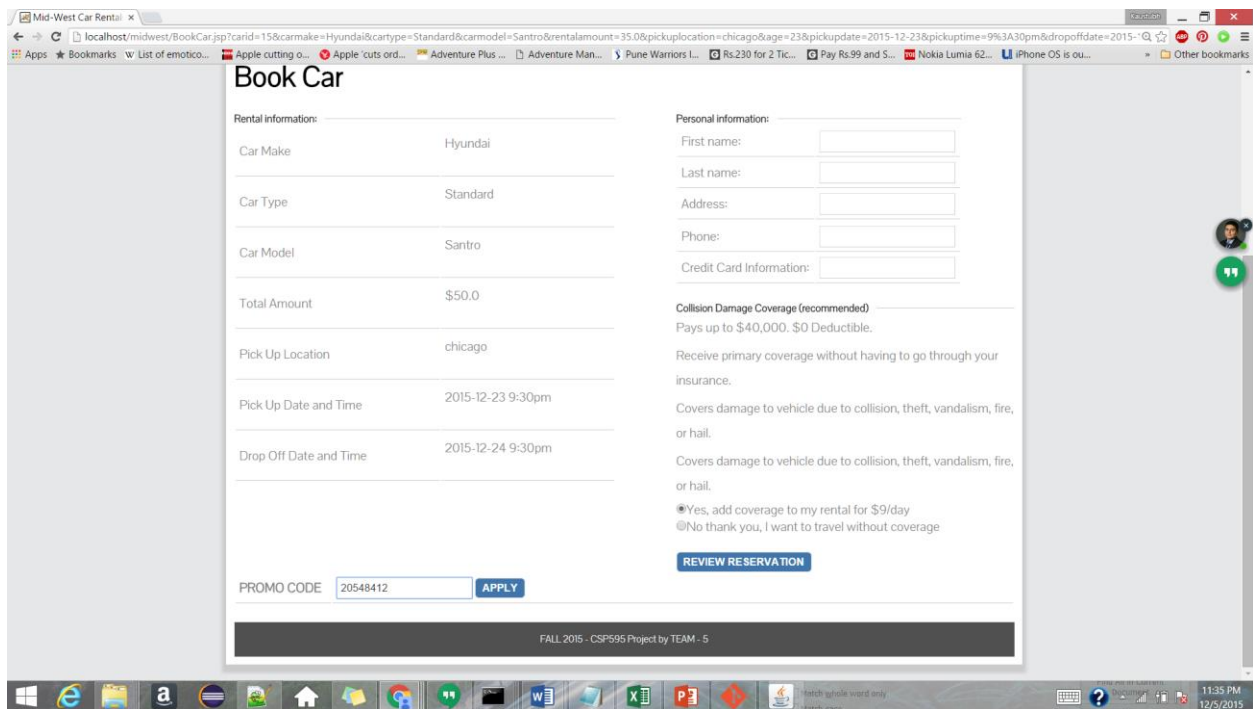 Mid-West Car Rental
Kaustubh
localhost/midwest/BookCar.jsp?carid=15&carmake=Hyundai&cartype=Standard&carmodel=Santro&rentalamount=35.0&pickuplocation=chicago&age=23&pickupdate=2015-12-23&pickuptime=9%3A30pm&dropoffdate=2015-
Apps Bookmarks List of emotico... Apple cutting o... Apple 'cuts ord... Adventure Plus ... Adventure Man... Pune Warriors I... Rs.230 for 2 Tic... Pay Rs.99 and S... Nokia Lumia 62... iPhone OS is ou... Other bookmarks
Book Car
Rental information:
Car Make Hyundai
Car Type Standard
Car Model Santro
Total Amount $50.0
Pick Up Location chicago
Pick Up Date and Time 2015-12-23 9:30pm
Drop Off Date and Time 2015-12-24 9:30pm
Personal information:
First name:
Last name:
Address:
Phone:
Credit Card Information:
Collision Damage Coverage (recommended)
Pays up to $40,000. $0 Deductible.
Receive primary coverage without having to go through your
insurance.
Covers damage to vehicle due to collision, theft, vandalism, fire,
or hail.
Covers damage to vehicle due to collision, theft, vandalism, fire,
or hail.
Yes, add coverage to my rental for $9/day
No thank you, I want to travel without coverage
REVIEW RESERVATION
PROMO CODE 20548412 APPLY
FALL 2015 - CSP595 Project by TEAM - 5
Match whole word only
11:35 PM
12/5/2015